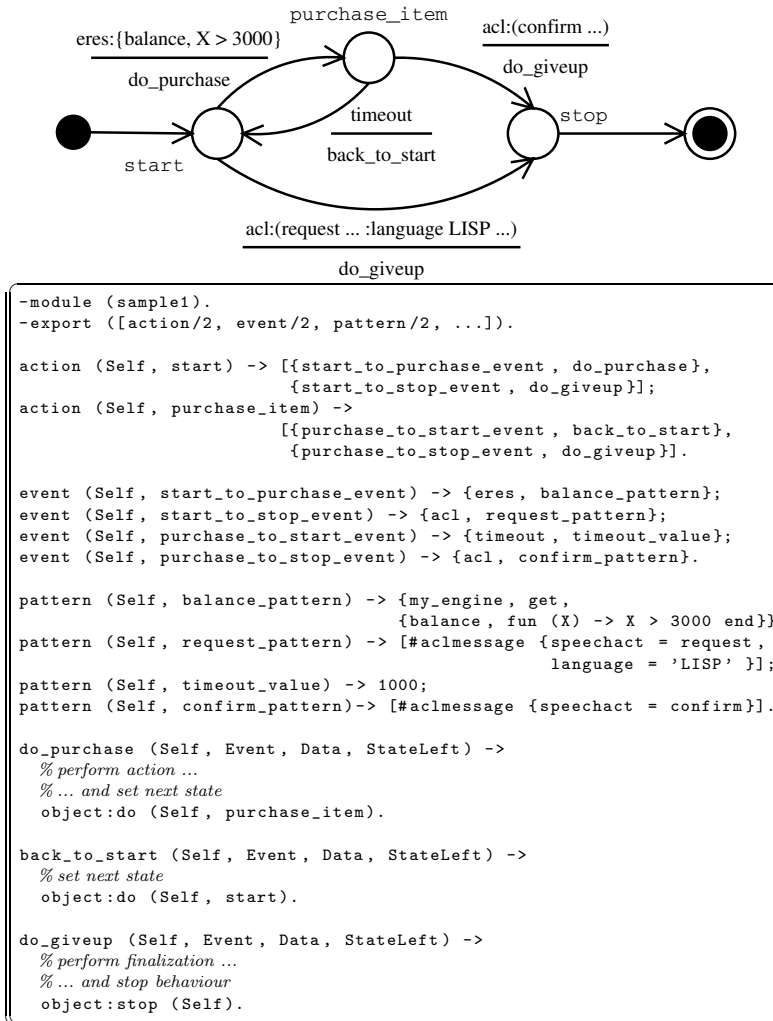 purchase_item
eres:{balance, X > 3000}
do_purchase
acl:(confirm ...)
do_giveup
timeout
back_to_start
start
stop
acl:(request ... :language LISP ...)
do_giveup
-module (sample1).
-export ([action/2, event/2, pattern/2, ...]).
action (Self, start) -> [{start_to_purchase_event, do_purchase},
{start_to_stop_event, do_giveup}];
action (Self, purchase_item) ->
[{purchase_to_start_event, back_to_start},
{purchase_to_stop_event, do_giveup}].
event (Self, start_to_purchase_event) -> {eres, balance_pattern};
event (Self, start_to_stop_event) -> {acl, request_pattern};
event (Self, purchase_to_start_event) -> {timeout, timeout_value};
event (Self, purchase_to_stop_event) -> {acl, confirm_pattern}.
pattern (Self, balance_pattern) -> {my_engine, get,
{balance, fun (X) -> X > 3000 end}}
pattern (Self, request_pattern) -> [#aclmessage {speechact = request,
language = 'LISP' }];
pattern (Self, timeout_value) -> 1000;
pattern (Self, confirm_pattern)-> [#aclmessage {speechact = confirm}].
do_purchase (Self, Event, Data, StateLeft) ->
% perform action ...
% ... and set next state
object:do (Self, purchase_item).
back_to_start (Self, Event, Data, StateLeft) ->
% set next state
object:do (Self, start).
do_giveup (Self, Event, Data, StateLeft) ->
% perform finalization ...
% ... and stop behaviour
object:stop (Self).